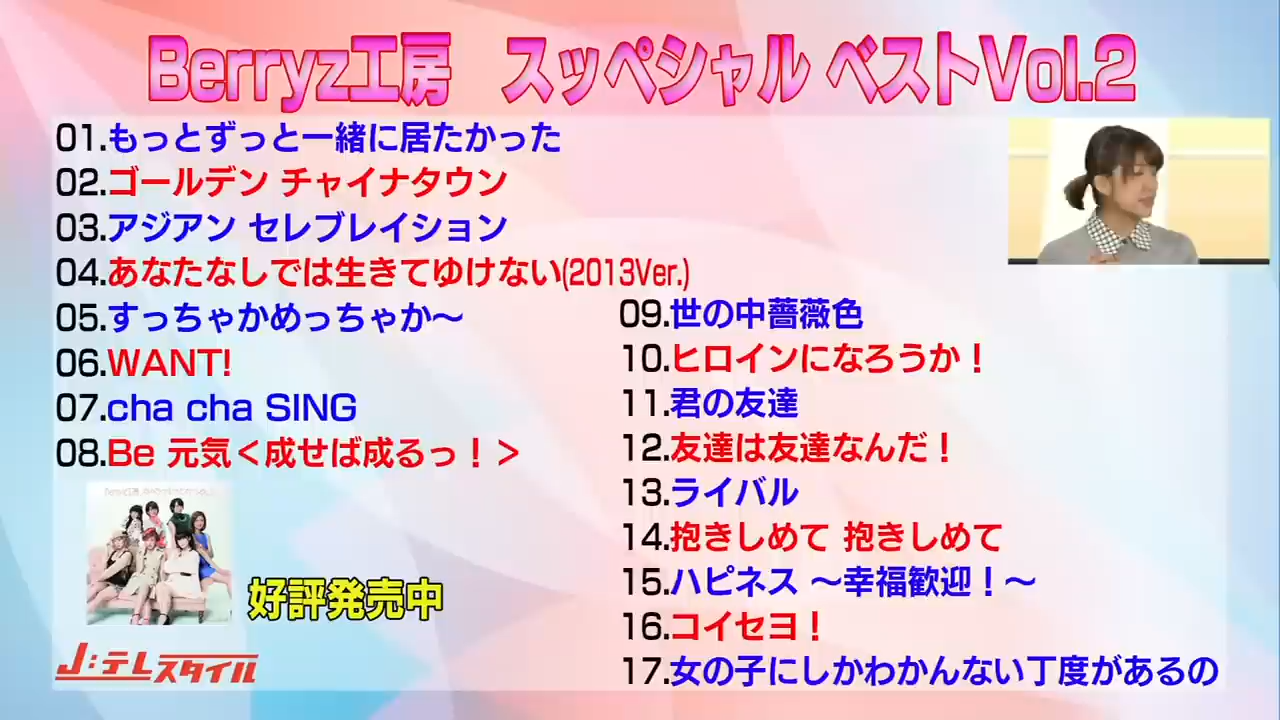 Berryz工房　スッペシャル ベストVol.2
01.もっとずっと一緒に居たかった
02.ゴールデン チャイナタウン
03.アジアン セレブレイション
04.あなたなしでは生きてゆけない(2013Ver.)
05.すっちゃかめっちゃか～
06.WANT!
07.cha cha SING
08.Be 元気＜成せば成るっ！＞
09.世の中薔薇色
10.ヒロインになろうか！
11.君の友達
12.友達は友達なんだ！
13.ライバル
14.抱きしめて 抱きしめて
15.ハピネス ～幸福歓迎！～
16.コイセヨ！
17.女の子にしかわかんない丁度があるの
好評発売中
J:テレスタイル